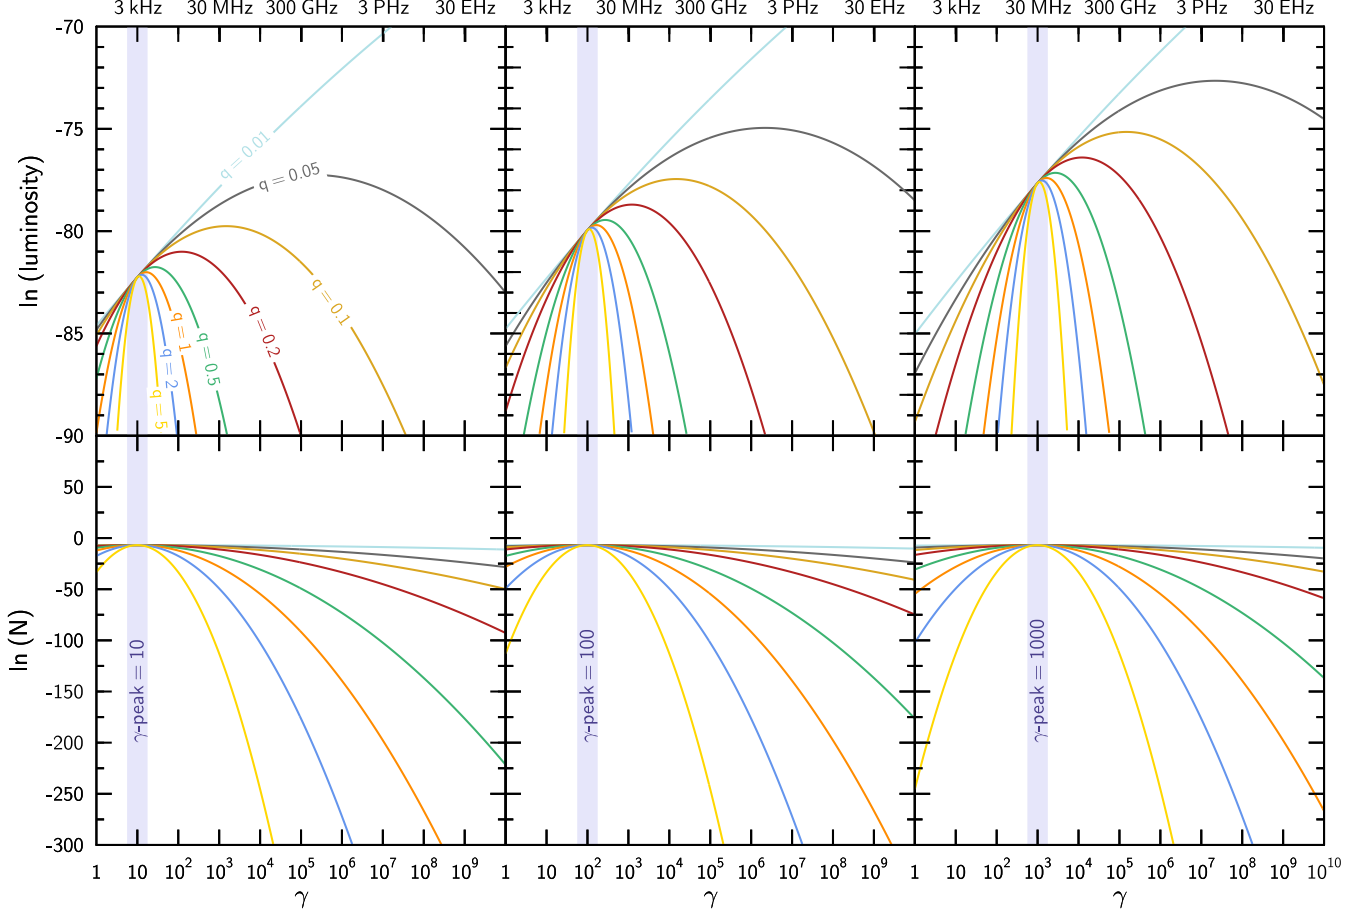 3 kHz 30 MHz 300 GHz 3 PHz 30 EHz 3 kHz 30 MHz 300 GHz 3 PHz 30 EHz 3 kHz 30 MHz 300 GHz 3 PHz 30 EHz
-70
-75
-80
-85
-90
ln (luminosity)
q = 0.01
q = 0.05
q = 0.1
q = 0.2
q = 0.5
q = 1
q = 2
q = 5
50
0
-50
-100
-150
-200
-250
-300
ln (N)
γ-peak = 10
γ-peak = 100
γ-peak = 1000
1 10 10² 10³ 10⁴ 10⁵ 10⁶ 10⁷ 10⁸ 10⁹ 1 10 10² 10³ 10⁴ 10⁵ 10⁶ 10⁷ 10⁸ 10⁹ 1 10 10² 10³ 10⁴ 10⁵ 10⁶ 10⁷ 10⁸ 10⁹ 10¹⁰
γ γ γ